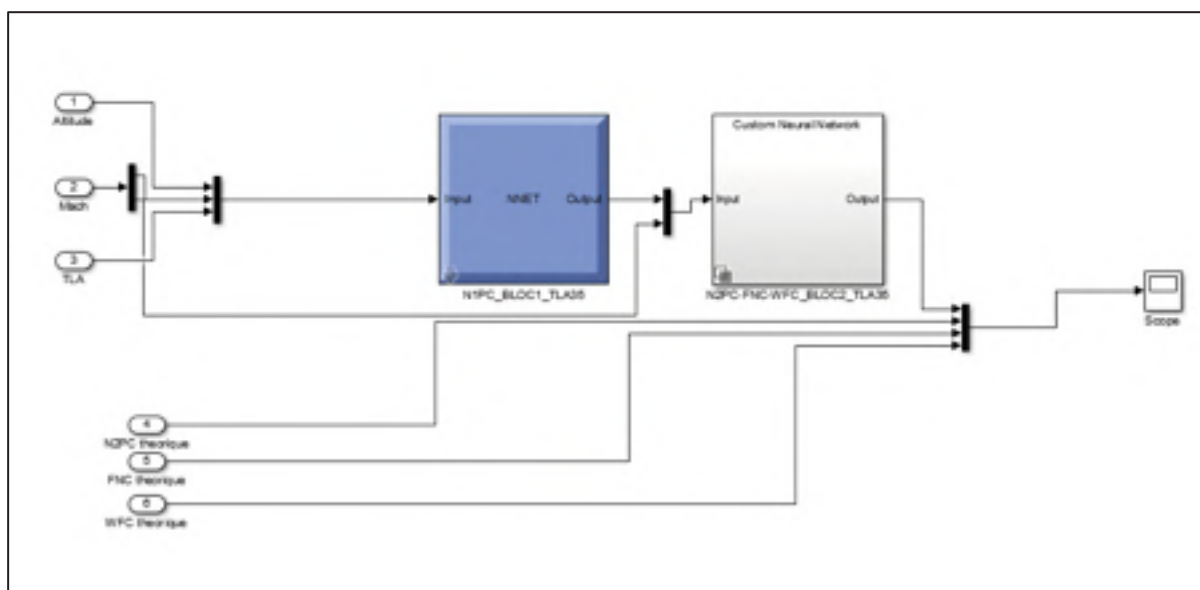 1
Altitude
2
Mach
3
TLA
Input
NNET
Output
N1PC_BLOC1_TLA35
Custom Neural Network
Input
Output
N2PC-FNC-WFC_BLOC2_TLA35
Scope
4
N2PC theorique
5
FNC theorique
6
WFC theorique